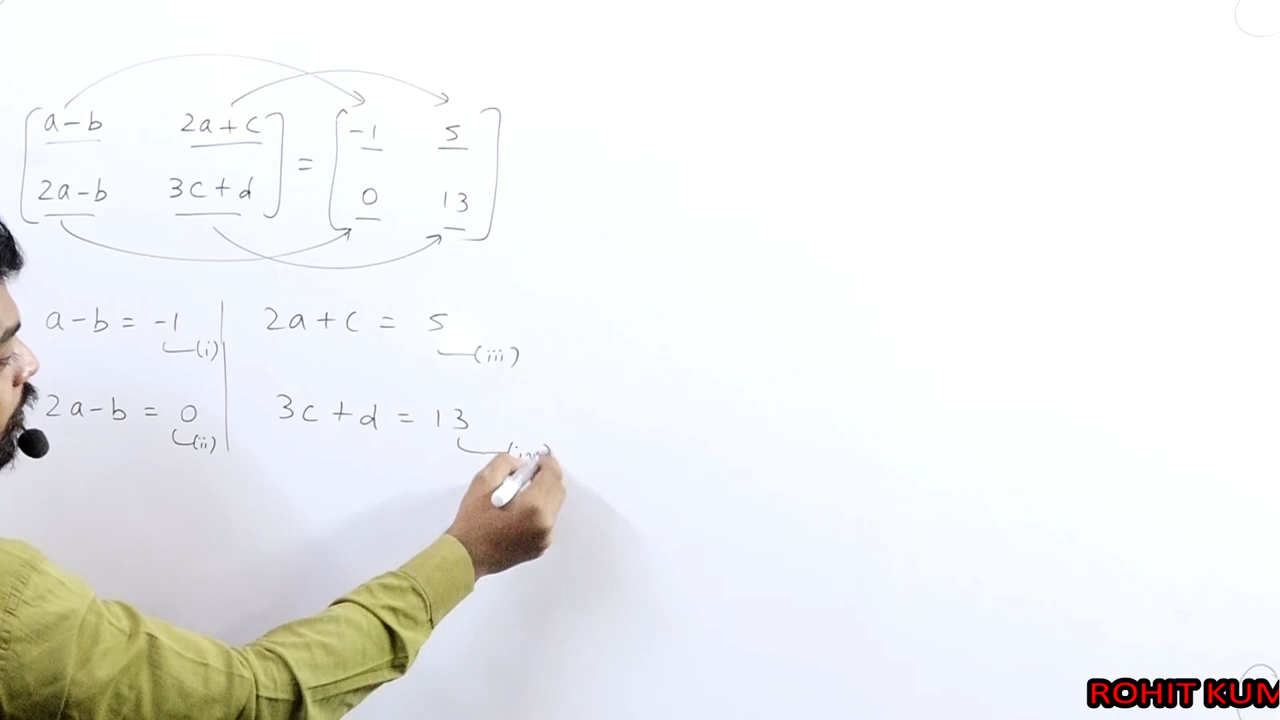 a-b 2a+c = -1 5
2a-b 3c+d 0 13
a-b = -1 2a+c = 5
(i) (iii)
2a-b = 0 3c+d = 13
(ii)
ROHIT KUM